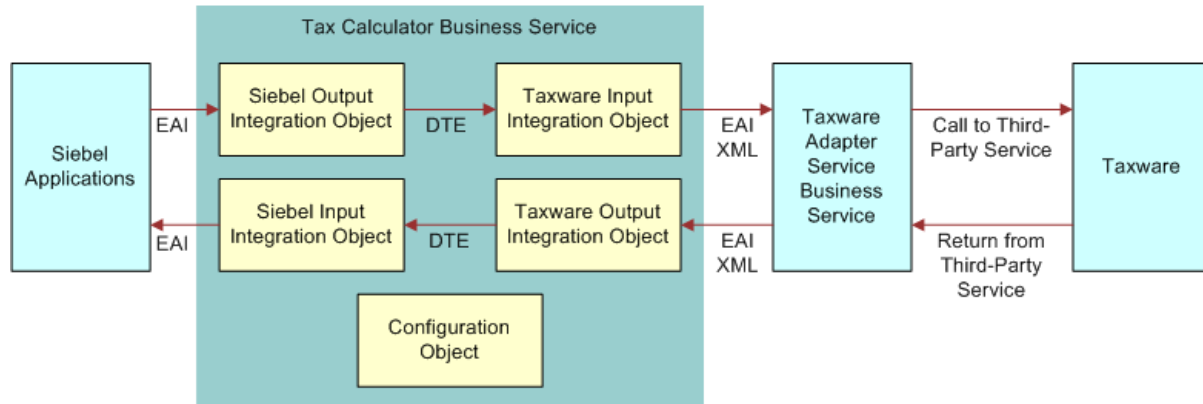 Tax Calculator Business Service
Siebel
Applications
EAI
Siebel Output
Integration Object
DTE
Taxware Input
Integration Object
EAI
XML
Taxware
Adapter
Service
Business
Service
Call to Third-
Party Service
Taxware
EAI
Siebel Input
Integration Object
DTE
Taxware Output
Integration Object
EAI
XML
Return from
Third-Party
Service
Configuration
Object